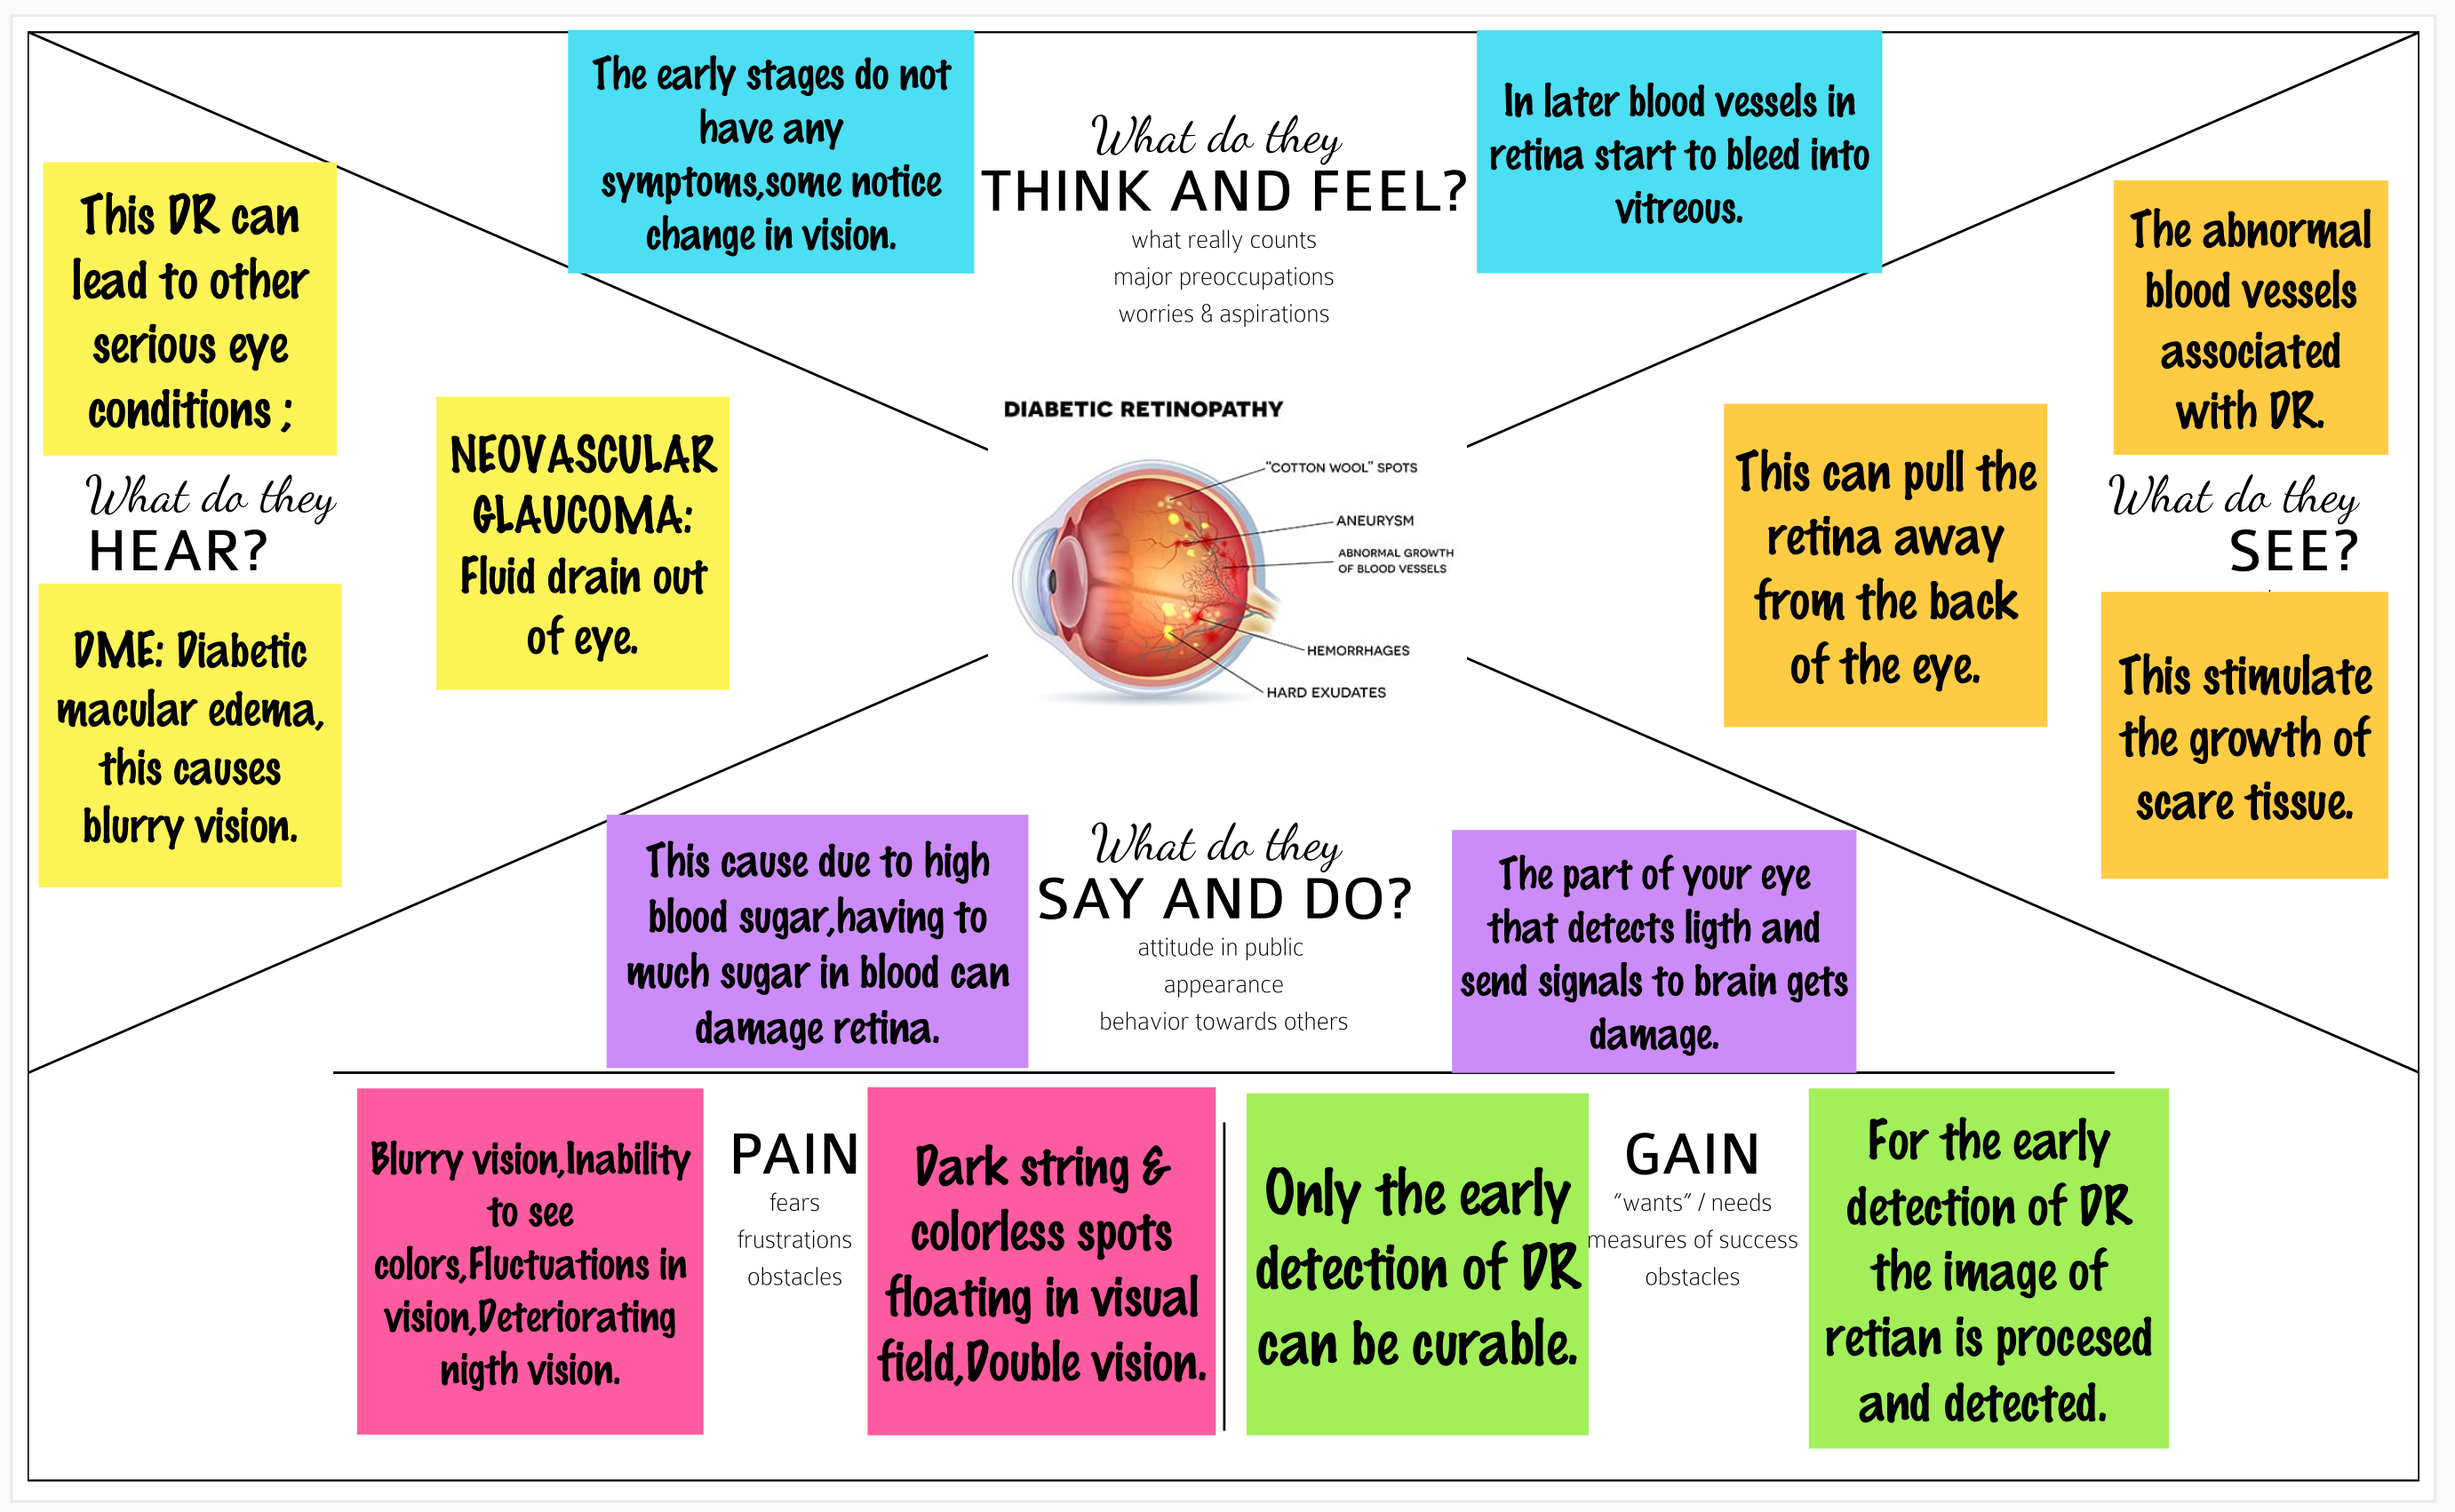 The early stages do not
have any
symptoms,some notice
change in vision.
What do they
THINK AND FEEL?
what really counts
major preoccupations
worries & aspirations
In later blood vessels in
retina start to bleed into
vitreous.
This DR can
lead to other
serious eye
conditions ;
What do they
HEAR?
DME: Diabetic
macular edema,
this causes
blurry vision.
NEOVASCULAR
GLAUCOMA:
Fluid drain out
of eye.
DIABETIC RETINOPATHY
"COTTON WOOL" SPOTS
ANEURYSM
ABNORMAL GROWTH
OF BLOOD VESSELS
HEMORRHAGES
HARD EXUDATES
This can pull the
retina away
from the back
of the eye.
The abnormal
blood vessels
associated
with DR.
What do they
SEE?
This stimulate
the growth of
scare tissue.
This cause due to high
blood sugar,having to
much sugar in blood can
damage retina.
What do they
SAY AND DO?
attitude in public
appearance
behavior towards others
The part of your eye
that detects ligth and
send signals to brain gets
damage.
Blurry vision,Inability
to see
colors,Fluctuations in
vision,Deteriorating
nigth vision.
PAIN
fears
frustrations
obstacles
Dark string &
colorless spots
floating in visual
field,Double vision.
Only the early
detection of DR
can be curable.
GAIN
“wants” / needs
measures of success
obstacles
For the early
detection of DR
the image of
retian is procesed
and detected.